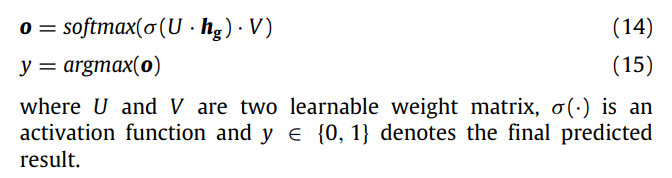 o = softmax(σ(U · h_g) · V) (14)
y = argmax(o) (15)
where U and V are two learnable weight matrix, σ(·) is an
activation function and y ∈ {0, 1} denotes the final predicted
result.